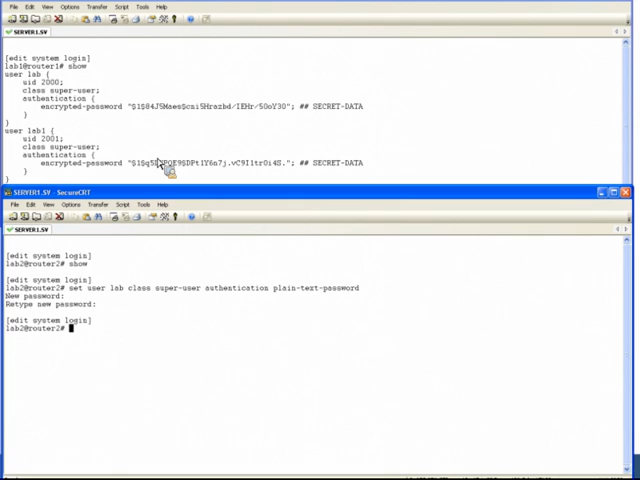 File Edit View Options Transfer Script Tools Help
SERVER1.SV
[edit system login]
lab1@router1# show
user lab {
uid 2000;
class super-user;
authentication {
encrypted-password "$1$84J5Maes$cni5Hrazbd/IEHr/50oY30"; ## SECRET-DATA
}
}
user lab1 {
uid 2001;
class super-user;
authentication {
## SECRET-DATA
}
}
SERVER1.SV - SecureCRT
File Edit View Options Transfer Script Tools Help
SERVER1.SV
[edit system login]
lab2@router2# show
[edit system login]
lab2@router2# set user lab class super-user authentication plain-text-password
New password:
Retype new password:
[edit system login]
lab2@router2#